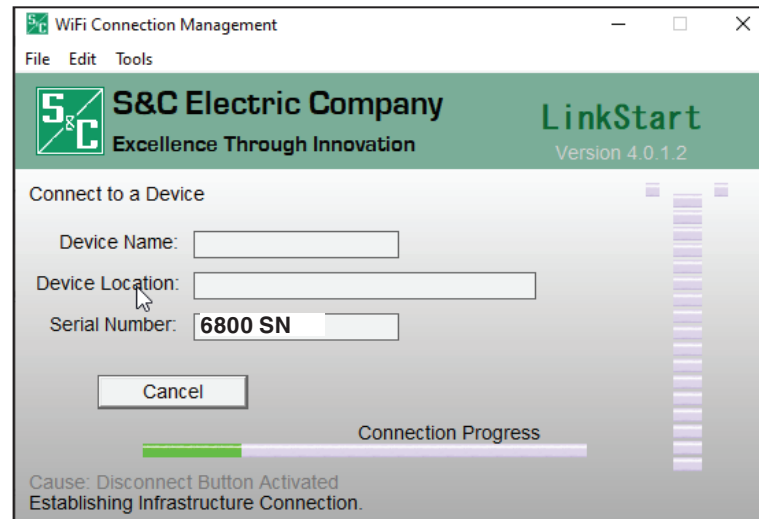 S&C WiFi Connection Management
File Edit Tools
S&C
S&C Electric Company
Excellence Through Innovation
LinkStart
Version 4.0.1.2
Connect to a Device
Device Name:
Device Location:
Serial Number: 6800 SN
Cancel
Connection Progress
Cause: Disconnect Button Activated
Establishing Infrastructure Connection.